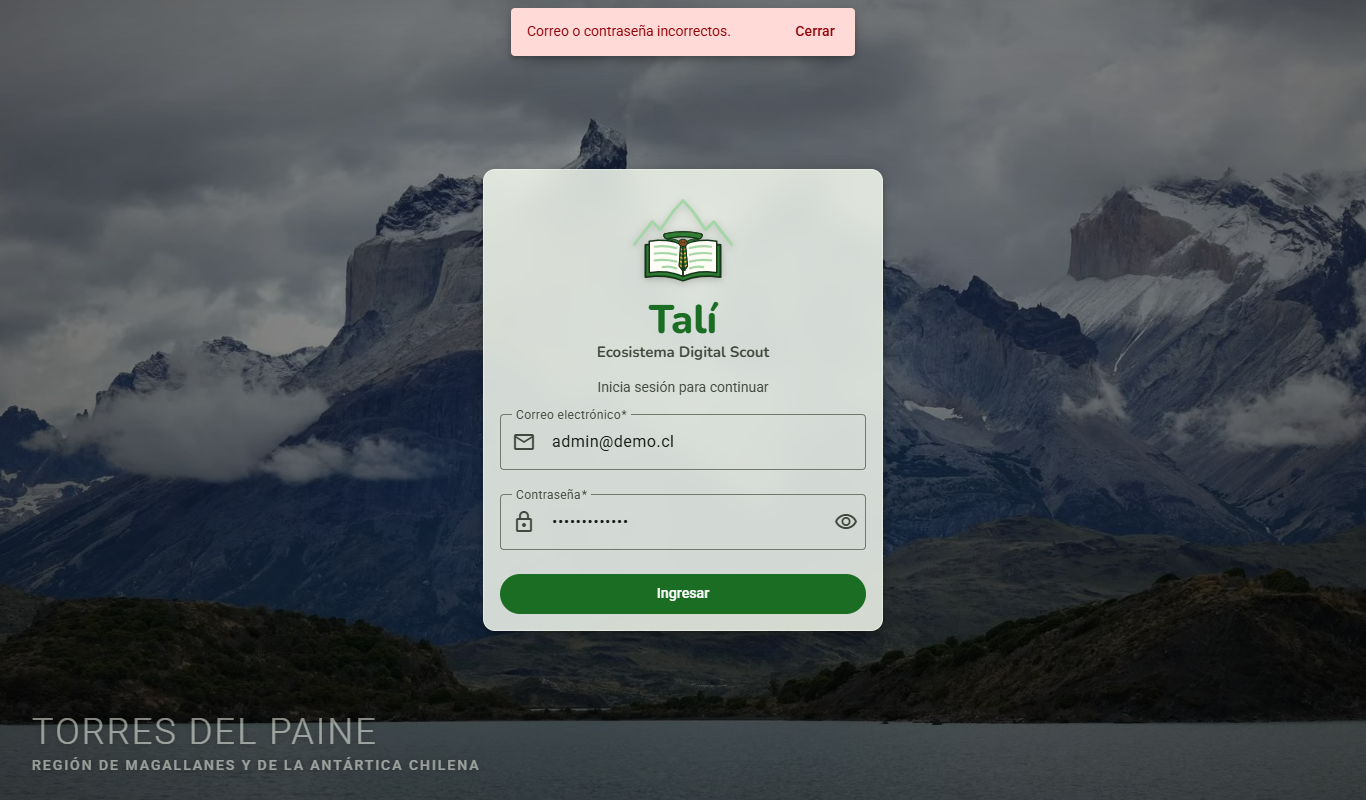 Correo o contraseña incorrectos.
Cerrar
Talí
Ecosistema Digital Scout
Inicia sesión para continuar
Correo electrónico*
admin@demo.cl
Contraseña*
•••••••••••••
Ingresar
TORRES DEL PAINE
REGIÓN DE MAGALLANES Y DE LA ANTÁRTICA CHILENA